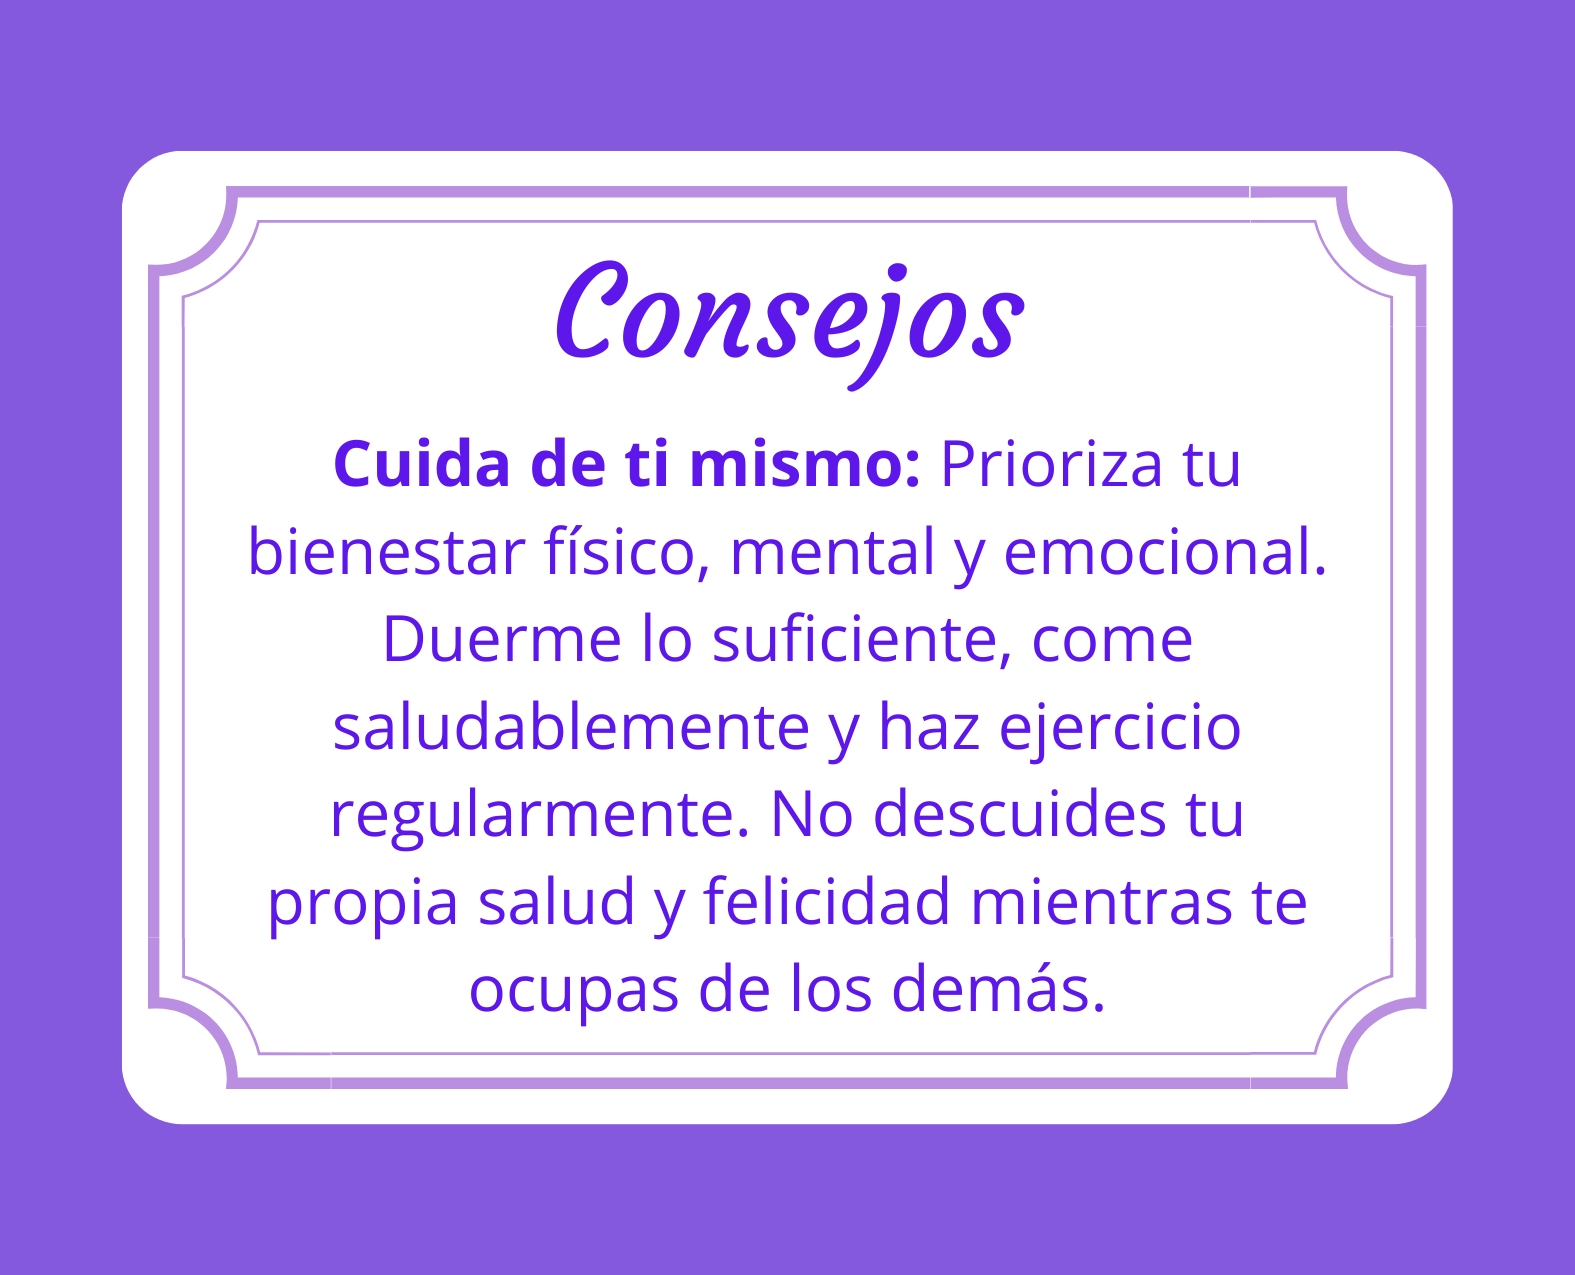 Consejos
Cuida de ti mismo: Prioriza tu
bienestar físico, mental y emocional.
Duerme lo suficiente, come
saludablemente y haz ejercicio
regularmente. No descuides tu
propia salud y felicidad mientras te
ocupas de los demás.